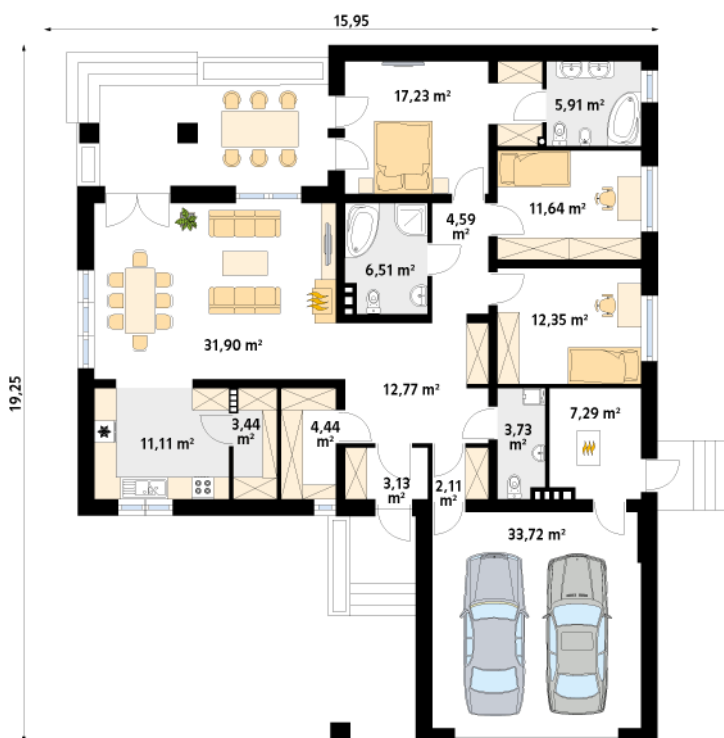 15,95
17,23 m²
5,91 m²
11,64 m²
4,59
m²
6,51 m²
12,35 m²
31,90 m²
19,25
12,77 m²
7,29 m²
3,44
m²
4,44
m²
3,73
m²
11,11 m²
3,13
m²
2,11
m²
33,72 m²